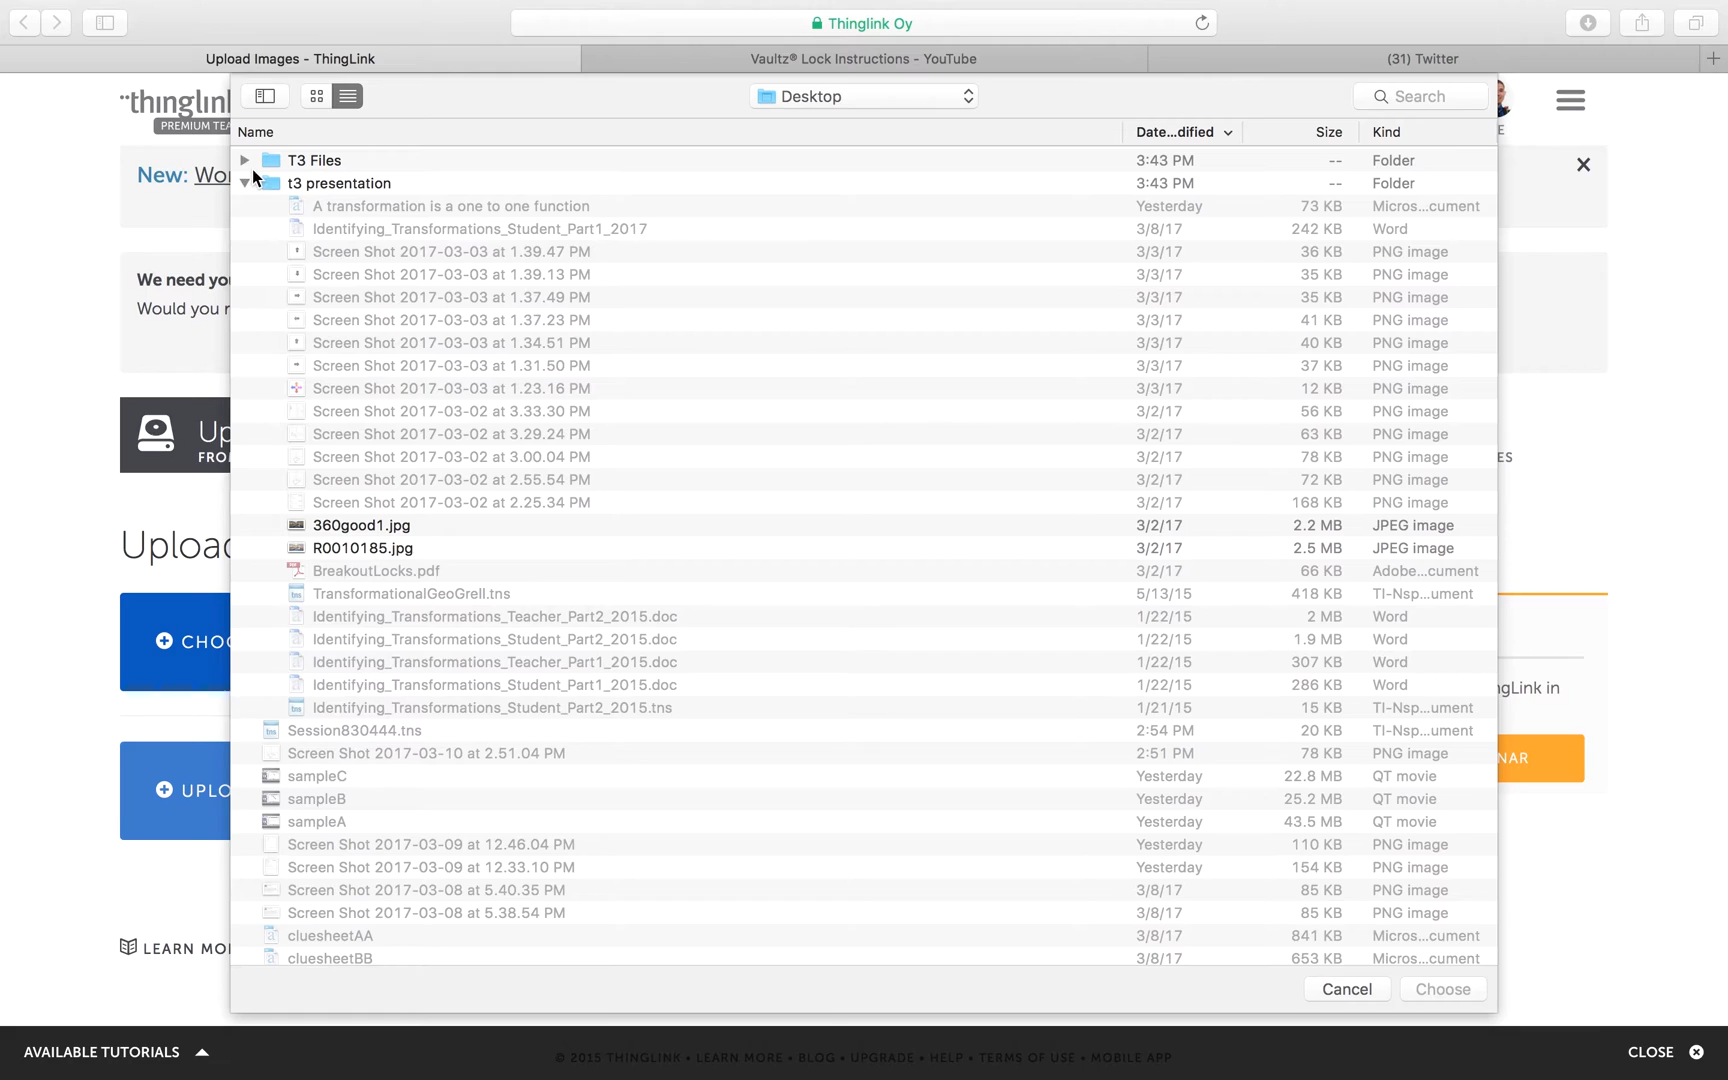 Thinglink Oy
Upload Images - ThingLink
Vaultz® Lock Instructions - YouTube
(31) Twitter
Desktop
Search
Name Date...dified Size Kind
T3 Files 3:43 PM -- Folder
t3 presentation 3:43 PM -- Folder
A transformation is a one to one function Yesterday 73 KB Micros...cument
Identifying_Transformations_Student_Part1_2017 3/8/17 242 KB Word
Screen Shot 2017-03-03 at 1.39.47 PM 3/3/17 36 KB PNG image
Screen Shot 2017-03-03 at 1.39.13 PM 3/3/17 35 KB PNG image
Screen Shot 2017-03-03 at 1.37.49 PM 3/3/17 35 KB PNG image
Screen Shot 2017-03-03 at 1.37.23 PM 3/3/17 41 KB PNG image
Screen Shot 2017-03-03 at 1.34.51 PM 3/3/17 40 KB PNG image
Screen Shot 2017-03-03 at 1.31.50 PM 3/3/17 37 KB PNG image
Screen Shot 2017-03-03 at 1.23.16 PM 3/3/17 12 KB PNG image
Screen Shot 2017-03-02 at 3.33.30 PM 3/2/17 56 KB PNG image
Screen Shot 2017-03-02 at 3.29.24 PM 3/2/17 63 KB PNG image
Screen Shot 2017-03-02 at 3.00.04 PM 3/2/17 78 KB PNG image
Screen Shot 2017-03-02 at 2.55.54 PM 3/2/17 72 KB PNG image
Screen Shot 2017-03-02 at 2.25.34 PM 3/2/17 168 KB PNG image
360good1.jpg 3/2/17 2.2 MB JPEG image
R0010185.jpg 3/2/17 2.5 MB JPEG image
BreakoutLocks.pdf 3/2/17 66 KB Adobe...cument
TransformationalGeoGrell.tns 5/13/15 418 KB TI-Nsp...ument
Identifying_Transformations_Teacher_Part2_2015.doc 1/22/15 2 MB Word
Identifying_Transformations_Student_Part2_2015.doc 1/22/15 1.9 MB Word
Identifying_Transformations_Teacher_Part1_2015.doc 1/22/15 307 KB Word
Identifying_Transformations_Student_Part1_2015.doc 1/22/15 286 KB Word
Identifying_Transformations_Student_Part2_2015.tns 1/21/15 15 KB TI-Nsp...ument
Session830444.tns 2:54 PM 20 KB TI-Nsp...ument
Screen Shot 2017-03-10 at 2.51.04 PM 2:51 PM 78 KB PNG image
sampleC Yesterday 22.8 MB QT movie
sampleB Yesterday 25.2 MB QT movie
sampleA Yesterday 43.5 MB QT movie
Screen Shot 2017-03-09 at 12.46.04 PM Yesterday 110 KB PNG image
Screen Shot 2017-03-09 at 12.33.10 PM Yesterday 154 KB PNG image
Screen Shot 2017-03-08 at 5.40.35 PM 3/8/17 85 KB PNG image
Screen Shot 2017-03-08 at 5.38.54 PM 3/8/17 85 KB PNG image
cluesheetAA 3/8/17 841 KB Micros...cument
cluesheetBB 3/8/17 653 KB Micros...cument
Cancel Choose
thinglin
PREMIUM TEA
E
New: Wor
We need you
Would you r
Up
FRO
ES
Upload
CHOO
ngLink in
UPLO
NAR
LEARN MOR
AVAILABLE TUTORIALS
© 2015 THINGLINK • LEARN MORE • BLOG • UPGRADE • HELP • TERMS OF USE • MOBILE APP
CLOSE